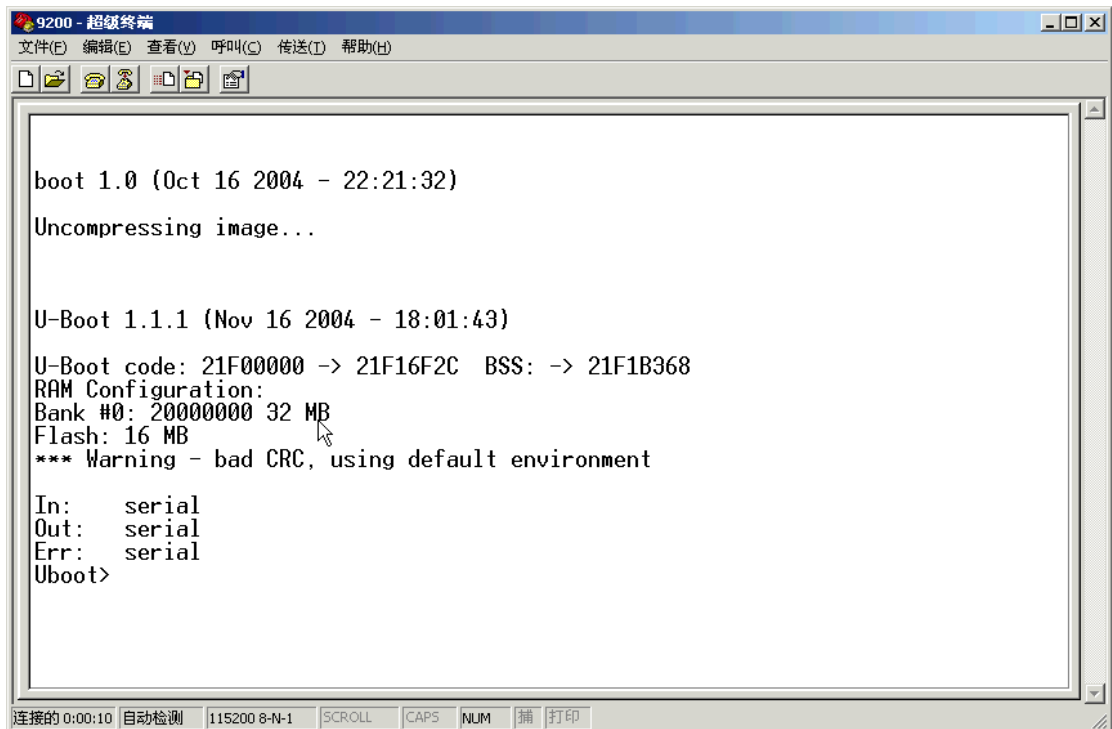 9200 - 超级终端
文件(F) 编辑(E) 查看(V) 呼叫(C) 传送(T) 帮助(H)
boot 1.0 (Oct 16 2004 - 22:21:32)
Uncompressing image...
U-Boot 1.1.1 (Nov 16 2004 - 18:01:43)
U-Boot code: 21F00000 -> 21F16F2C  BSS: -> 21F1B368
RAM Configuration:
Bank #0: 20000000 32 MB
Flash: 16 MB
*** Warning - bad CRC, using default environment
In:    serial
Out:   serial
Err:   serial
Uboot>
连接的 0:00:10 自动检测 115200 8-N-1 SCROLL CAPS NUM 捕 打印